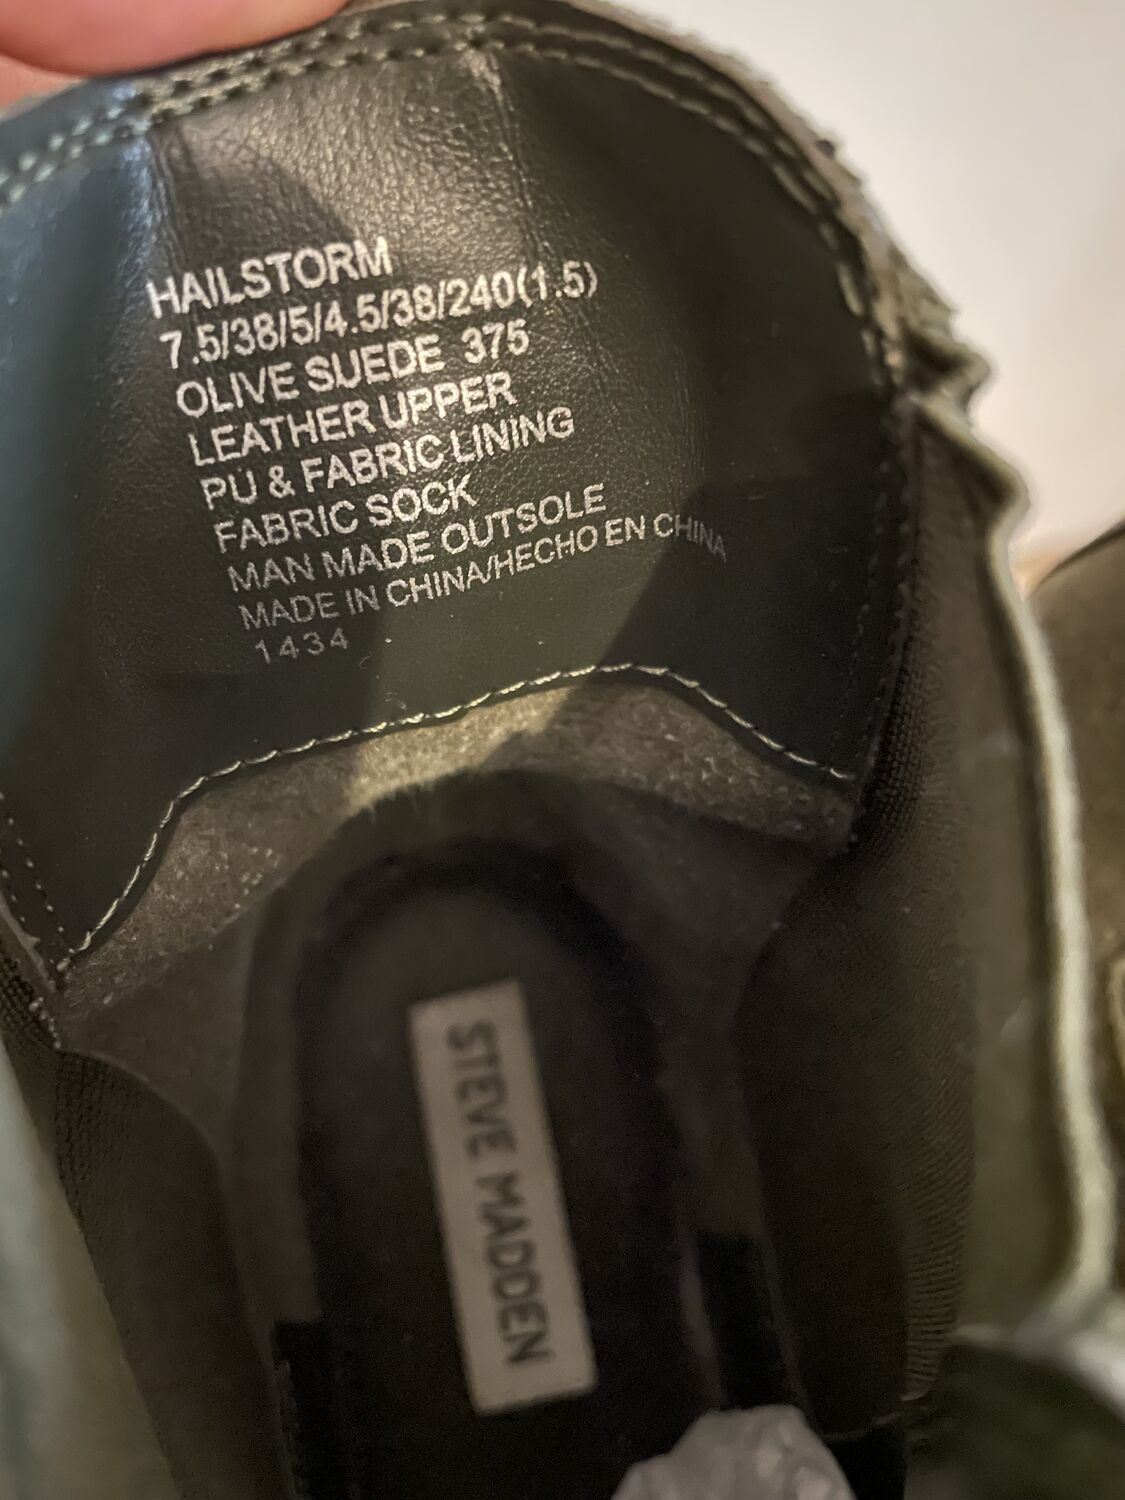 HAILSTORM
7.5/38/5/4.5/38/240(1.5)
OLIVE SUEDE 375
LEATHER UPPER
PU & FABRIC LINING
FABRIC SOCK
MAN MADE OUTSOLE
MADE IN CHINA/HECHO EN CHINA
1434
STEVE MADDEN